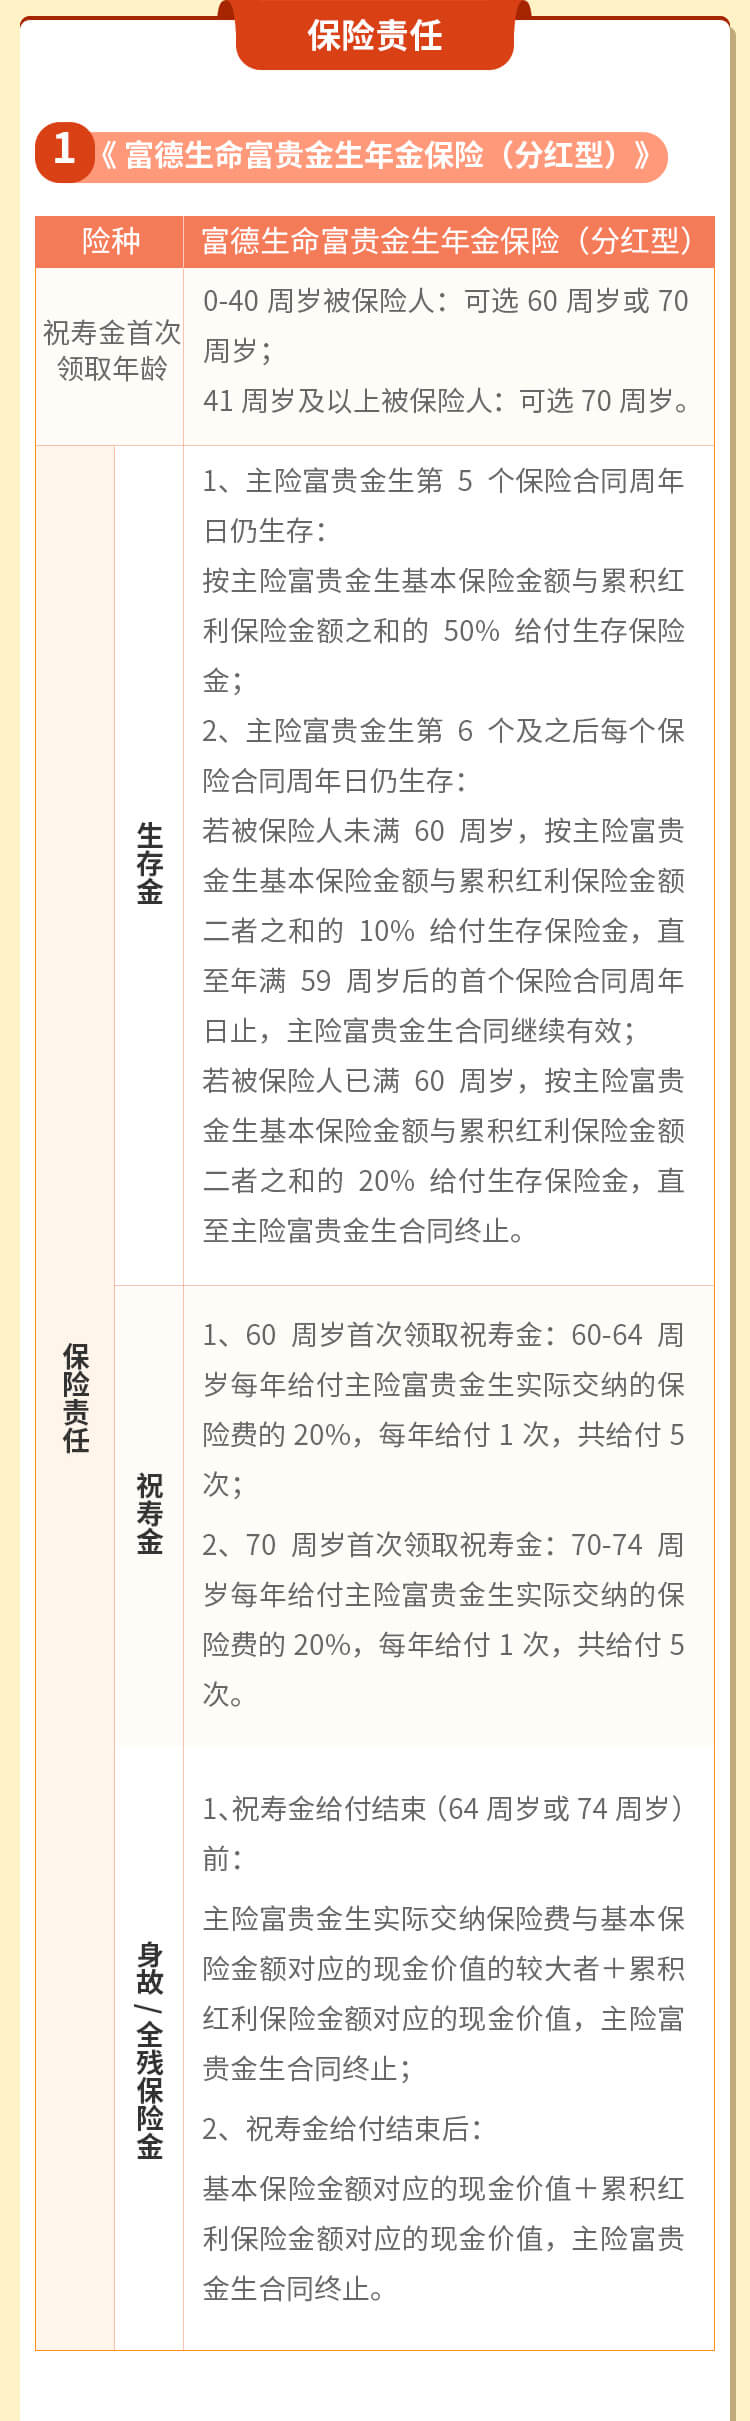 保险责任
1
《富德生命富贵金生年金保险（分红型）》
险种
富德生命富贵金生年金保险（分红型）
祝寿金首次
领取年龄
0-40 周岁被保险人：可选 60 周岁或 70
周岁；
41 周岁及以上被保险人：可选 70 周岁。
保险责任
生存金
1、主险富贵金生第 5 个保险合同周年
日仍生存：
按主险富贵金生基本保险金额与累积红
利保险金额之和的 50% 给付生存保险
金；
2、主险富贵金生第 6 个及之后每个保
险合同周年日仍生存：
若被保险人未满 60 周岁，按主险富贵
金生基本保险金额与累积红利保险金额
二者之和的 10% 给付生存保险金，直
至年满 59 周岁后的首个保险合同周年
日止，主险富贵金生合同继续有效；
若被保险人已满 60 周岁，按主险富贵
金生基本保险金额与累积红利保险金额
二者之和的 20% 给付生存保险金，直
至主险富贵金生合同终止。
祝寿金
1、60 周岁首次领取祝寿金：60-64 周
岁每年给付主险富贵金生实际交纳的保
险费的 20%，每年给付 1 次，共给付 5
次；
2、70 周岁首次领取祝寿金：70-74 周
岁每年给付主险富贵金生实际交纳的保
险费的 20%，每年给付 1 次，共给付 5
次。
身故/全残保险金
1、祝寿金给付结束（64 周岁或 74 周岁）
前：
主险富贵金生实际交纳保险费与基本保
险金额对应的现金价值的较大者＋累积
红利保险金额对应的现金价值，主险富
贵金生合同终止；
2、祝寿金给付结束后：
基本保险金额对应的现金价值＋累积红
利保险金额对应的现金价值，主险富贵
金生合同终止。